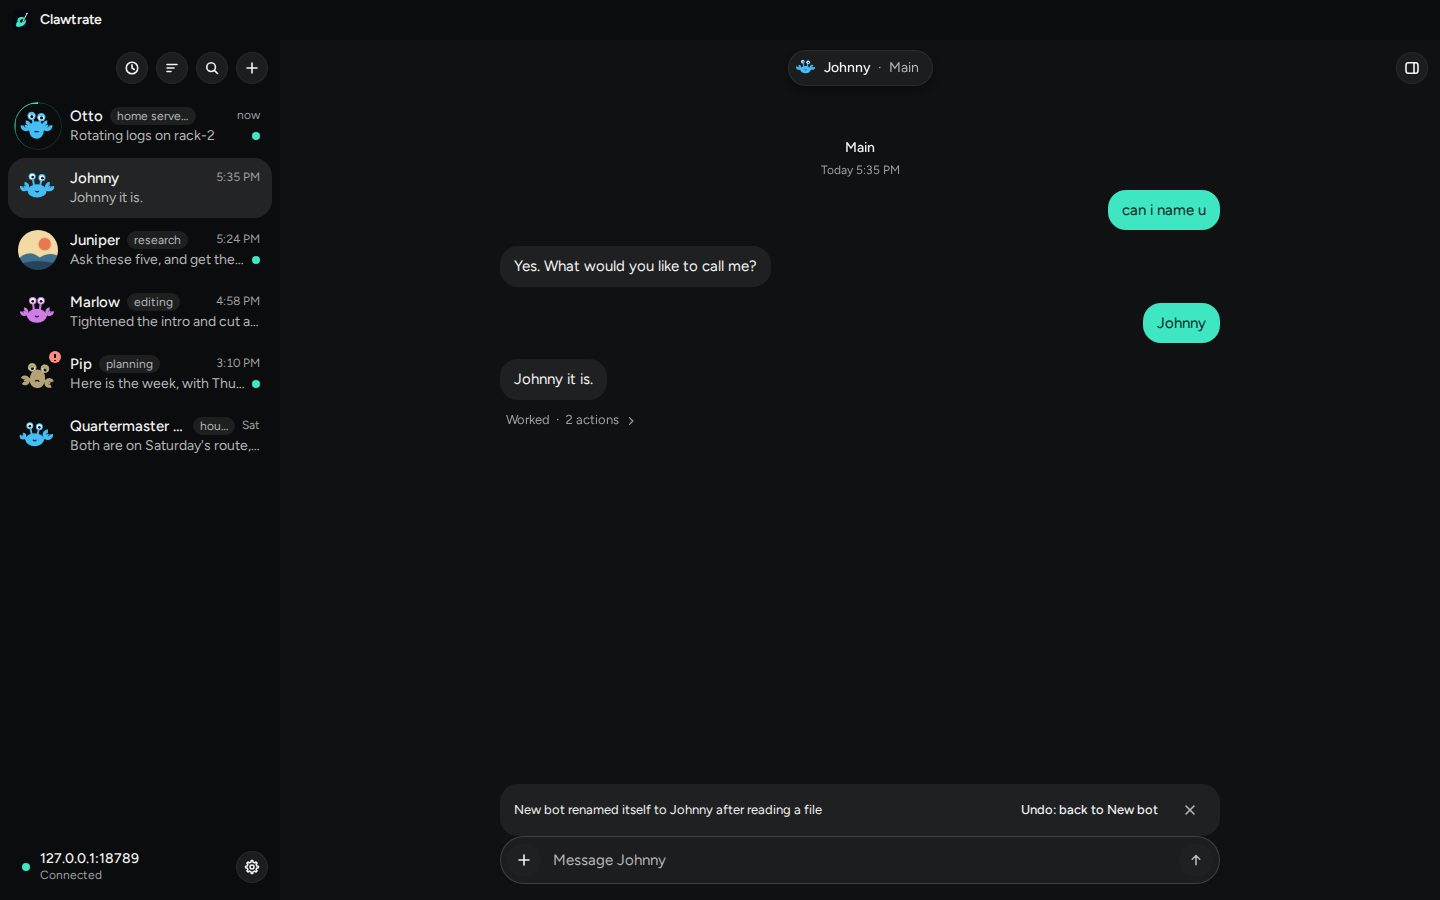 Clawtrate
Otto home serve... now
Rotating logs on rack-2
Johnny 5:35 PM
Johnny it is.
Juniper research 5:24 PM
Ask these five, and get the...
Marlow editing 4:58 PM
Tightened the intro and cut a...
Pip planning 3:10 PM
Here is the week, with Thu...
Quartermaster ... hou... Sat
Both are on Saturday's route,...
127.0.0.1:18789
Connected
Johnny · Main
Main
Today 5:35 PM
can i name u
Yes. What would you like to call me?
Johnny
Johnny it is.
Worked · 2 actions >
New bot renamed itself to Johnny after reading a file Undo: back to New bot
Message Johnny